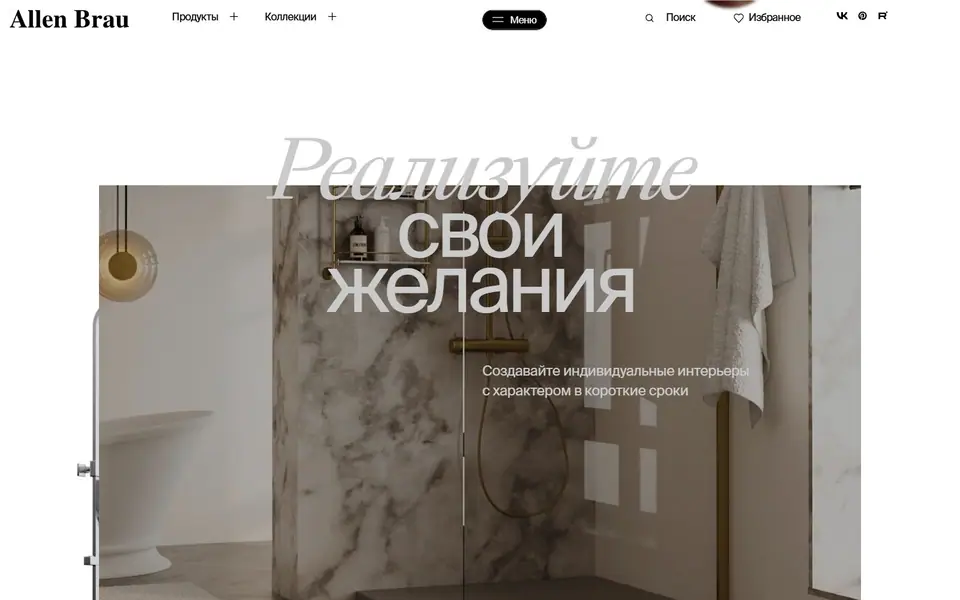 Allen Brau
Продукты
Коллекции
Меню
Поиск
Избранное
Реализуйте
свои
желания
Создавайте индивидуальные интерьеры
с характером в короткие сроки